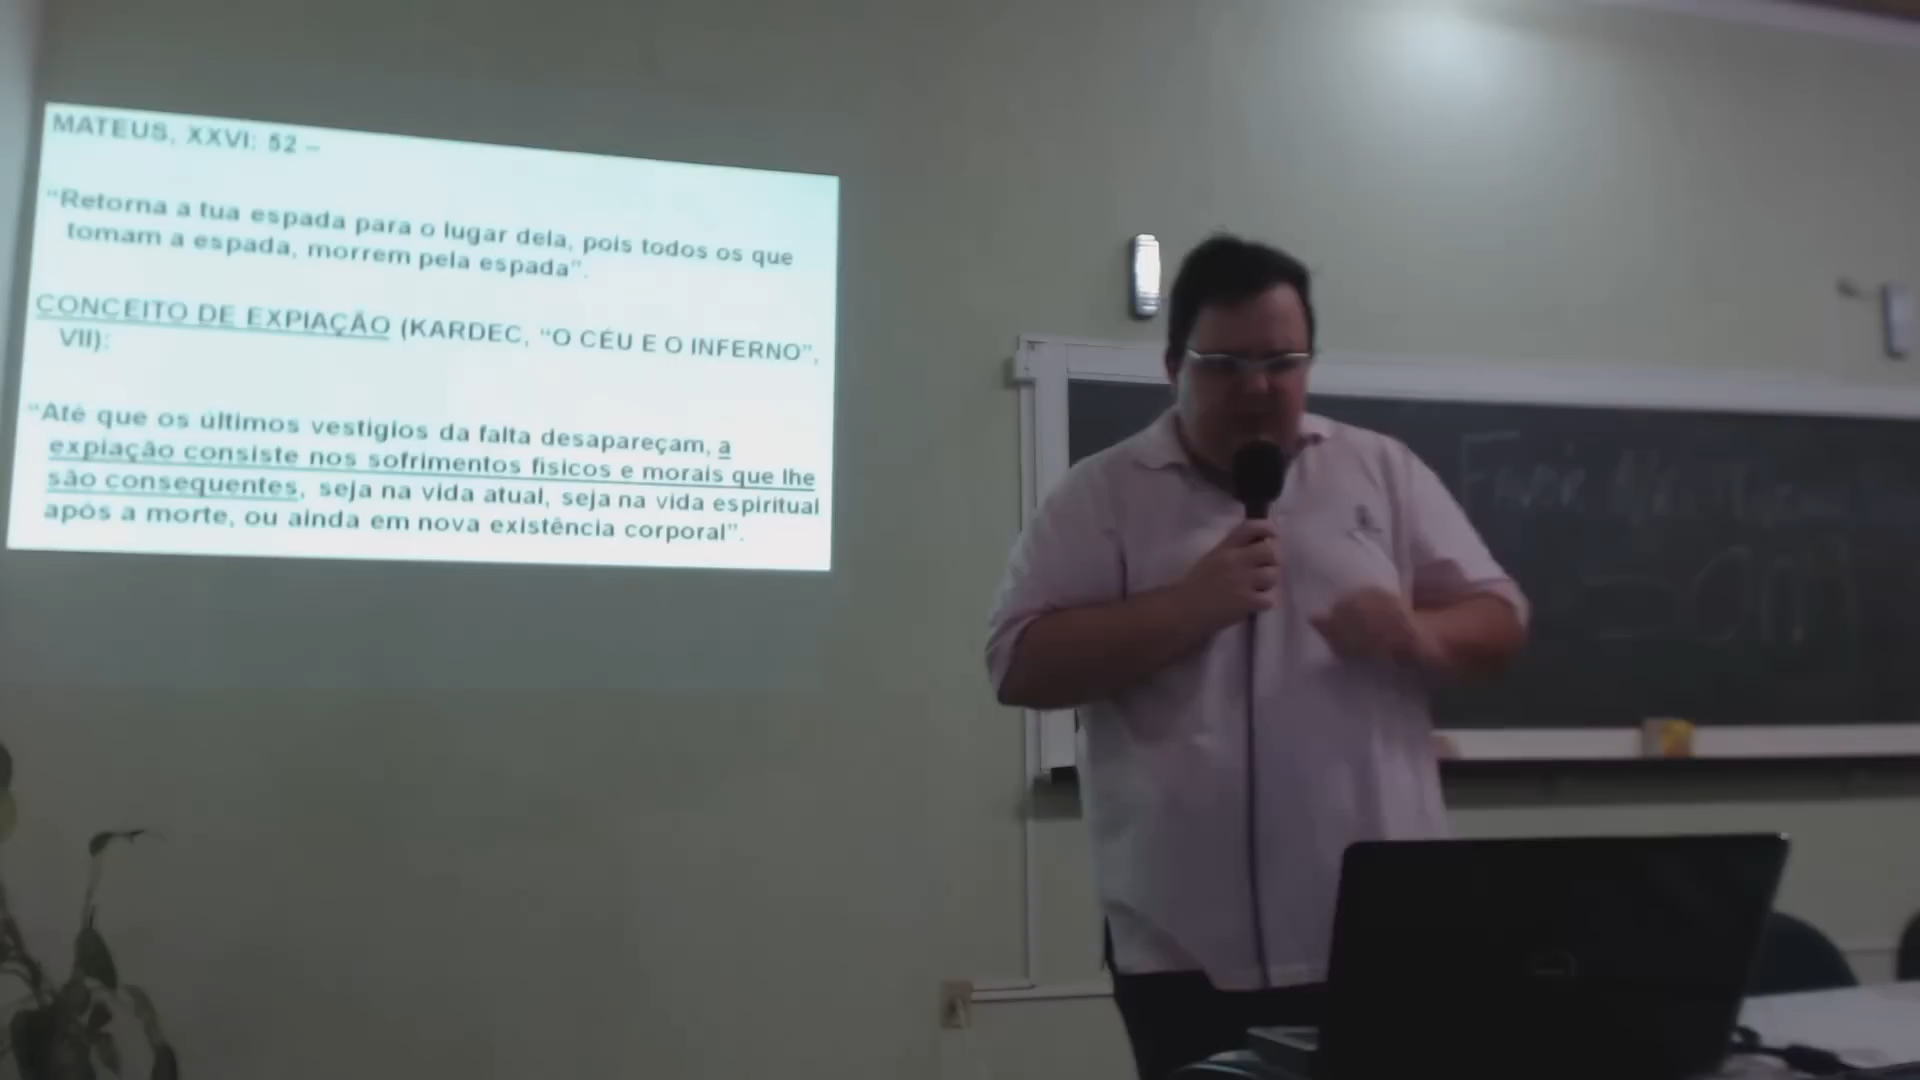 MATEUS, XXVI: 52 –
“Retorna a tua espada para o lugar dela, pois todos os que
tomam a espada, morrem pela espada”.
CONCEITO DE EXPIAÇÃO (KARDEC, “O CÉU E O INFERNO”,
VII):
“Até que os últimos vestigios da falta desapareçam, a
expiação consiste nos sofrimentos fisicos e morais que lhe
são consequentes, seja na vida atual, seja na vida espiritual
após a morte, ou ainda em nova existência corporal”.